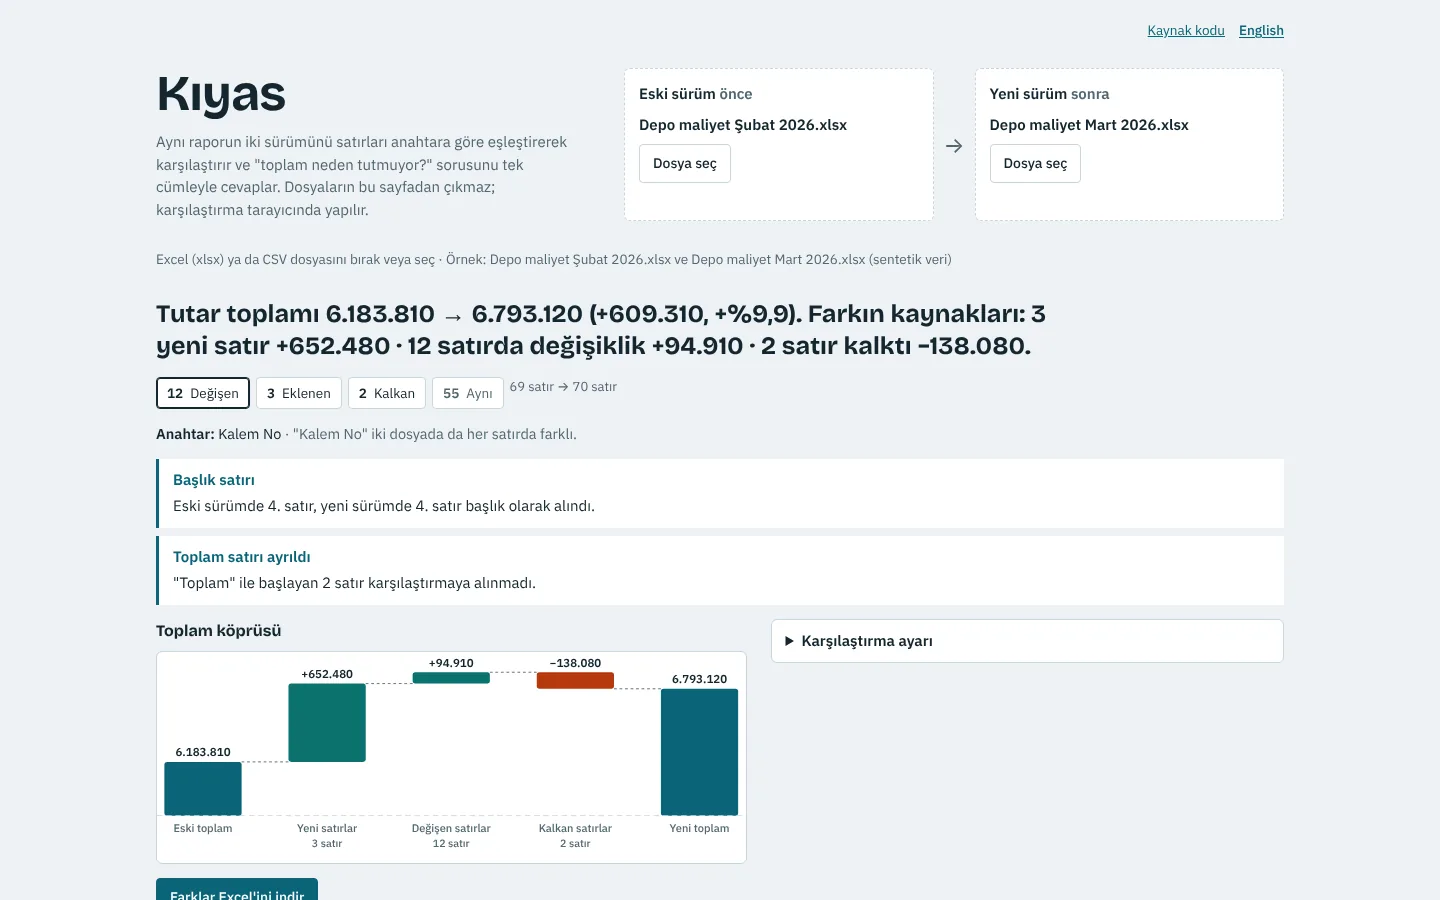 Kaynak kodu English
Kıyas
Aynı raporun iki sürümünü satırları anahtara göre eşleştirerek
karşılaştırır ve "toplam neden tutmuyor?" sorusunu tek
cümleyle cevaplar. Dosyaların bu sayfadan çıkmaz;
karşılaştırma tarayıcında yapılır.
Eski sürüm önce
Depo maliyet Şubat 2026.xlsx
Dosya seç
→
Yeni sürüm sonra
Depo maliyet Mart 2026.xlsx
Dosya seç
Excel (xlsx) ya da CSV dosyasını bırak veya seç · Örnek: Depo maliyet Şubat 2026.xlsx ve Depo maliyet Mart 2026.xlsx (sentetik veri)
Tutar toplamı 6.183.810 → 6.793.120 (+609.310, +%9,9). Farkın kaynakları: 3
yeni satır +652.480 · 12 satırda değişiklik +94.910 · 2 satır kalktı −138.080.
12 Değişen 3 Eklenen 2 Kalkan 55 Aynı 69 satır → 70 satır
Anahtar: Kalem No · "Kalem No" iki dosyada da her satırda farklı.
Başlık satırı
Eski sürümde 4. satır, yeni sürümde 4. satır başlık olarak alındı.
Toplam satırı ayrıldı
"Toplam" ile başlayan 2 satır karşılaştırmaya alınmadı.
Toplam köprüsü
▶ Karşılaştırma ayarı
6.183.810 +652.480 +94.910 −138.080 6.793.120
Eski toplam Yeni satırlar Değişen satırlar Kalkan satırlar Yeni toplam
3 satır 12 satır 2 satır
Farklar Excel'ini indir